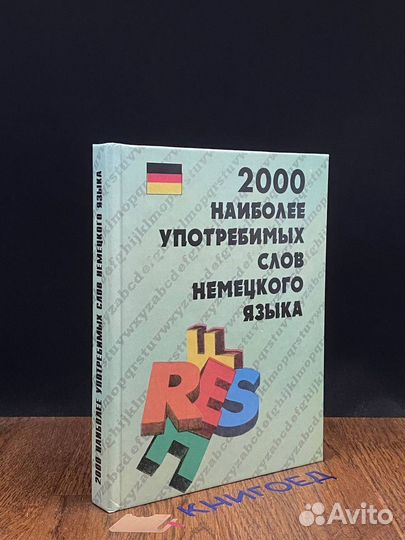 2000
НАИБОЛЕЕ
УПОТРЕБИМЫХ
СЛОВ
НЕМЕЦКОГО
ЯЗЫКА
RES
2000 НАИБОЛЕЕ УПОТРЕБИМЫХ СЛОВ НЕМЕЦКОГО ЯЗЫКА
КНИГОЕД
Avito